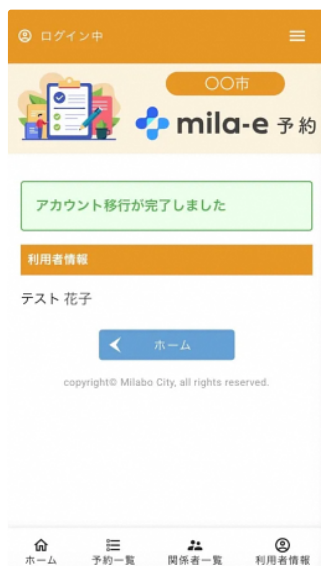 ログイン中
〇〇市
mila-e 予約
アカウント移行が完了しました
利用者情報
テスト 花子
ホーム
copyright© Milabo City, all rights reserved.
ホーム 予約一覧 関係者一覧 利用者情報